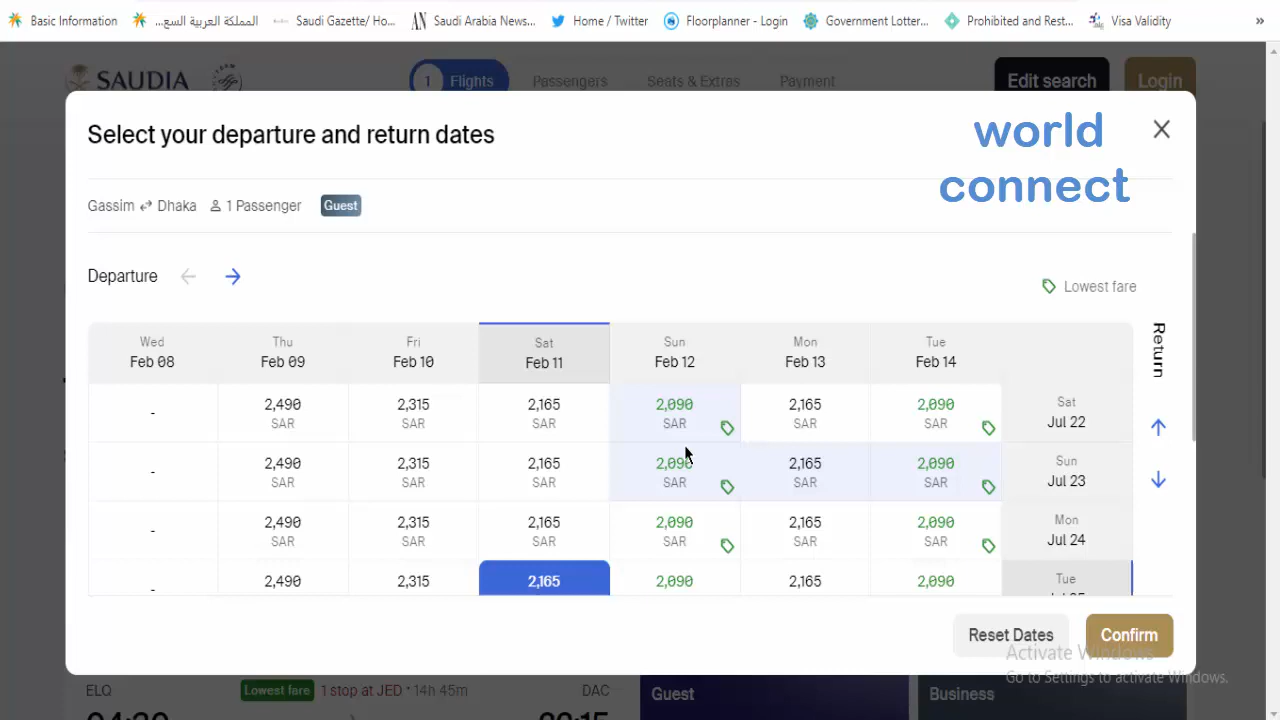 Basic Information
المملكة العربية السع...
Saudi Gazette/ Ho...
Saudi Arabia News...
Home / Twitter
Floorplanner - Login
Government Lotter...
Prohibited and Rest...
Visa Validity
»
SAUDIA
1 Flights
Passengers
Seats & Extras
Payment
Edit search
Login
Select your departure and return dates
world
connect
Gassim ⇄ Dhaka 1 Passenger Guest
Departure ← →
Lowest fare
Wed Thu Fri Sat Sun Mon Tue
Feb 08 Feb 09 Feb 10 Feb 11 Feb 12 Feb 13 Feb 14
Return
- 2,490 2,315 2,165 2,090 2,165 2,090 Sat
SAR SAR SAR SAR SAR SAR Jul 22
- 2,490 2,315 2,165 2,090 2,165 2,090 Sun
SAR SAR SAR SAR SAR SAR Jul 23
- 2,490 2,315 2,165 2,090 2,165 2,090 Mon
SAR SAR SAR SAR SAR SAR Jul 24
- 2,490 2,315 2,165 2,090 2,165 2,090 Tue
Reset Dates
Confirm
Activate Windows
Go to Settings to activate Windows.
ELQ Lowest fare 1 stop at JED • 14h 45m DAC
Guest
Business